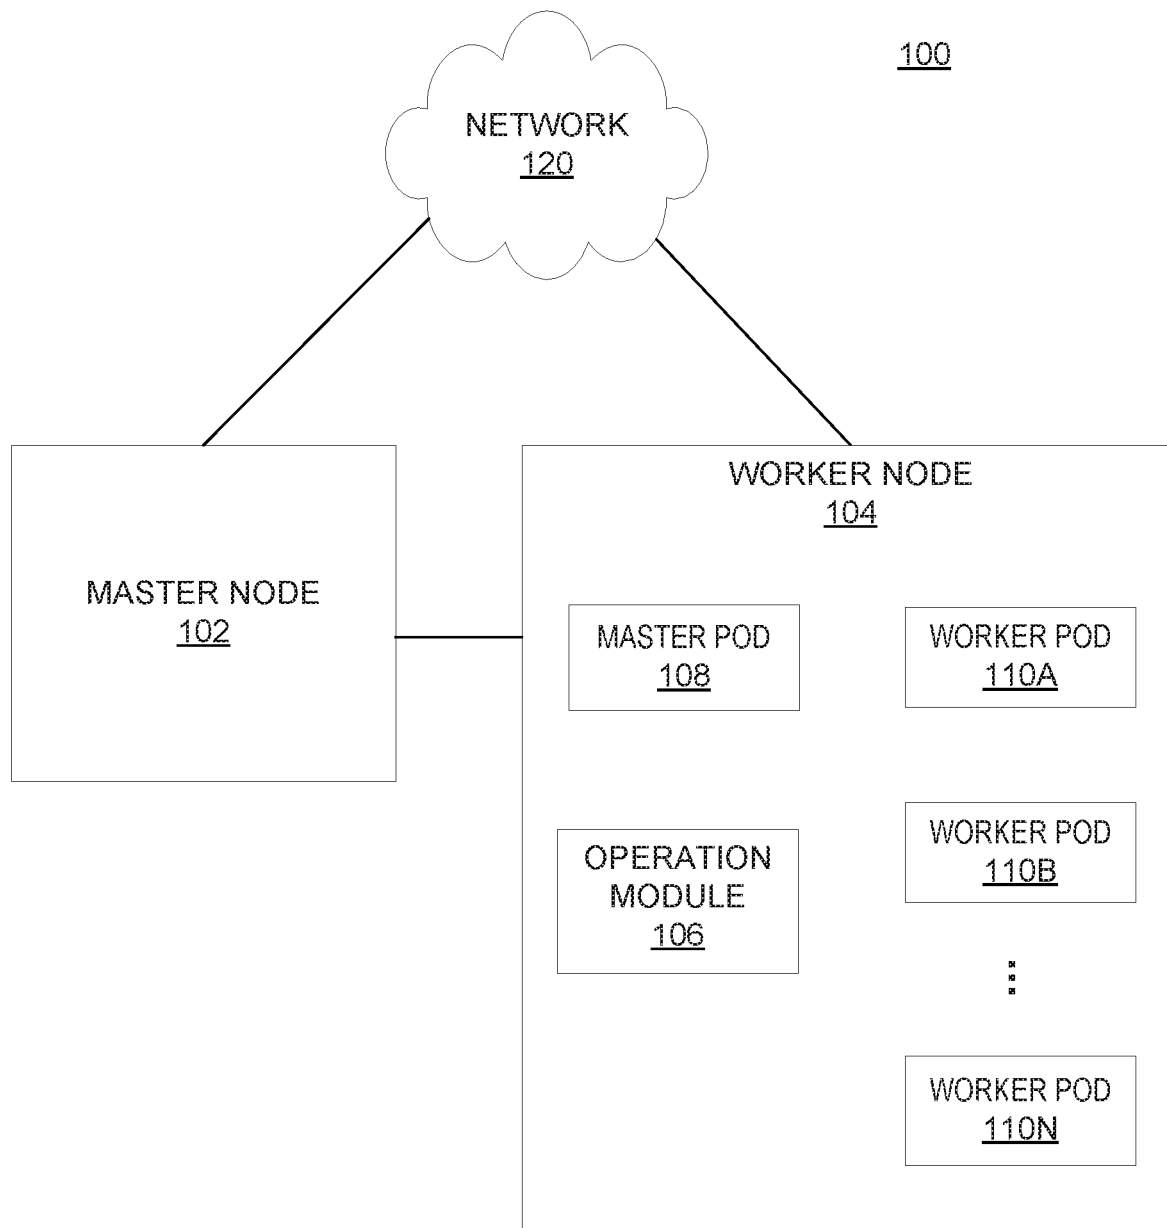 100
NETWORK
120
WORKER NODE
104
MASTER NODE
102
MASTER POD
108
WORKER POD
110A
WORKER POD
110B
OPERATION
MODULE
106
WORKER POD
110N